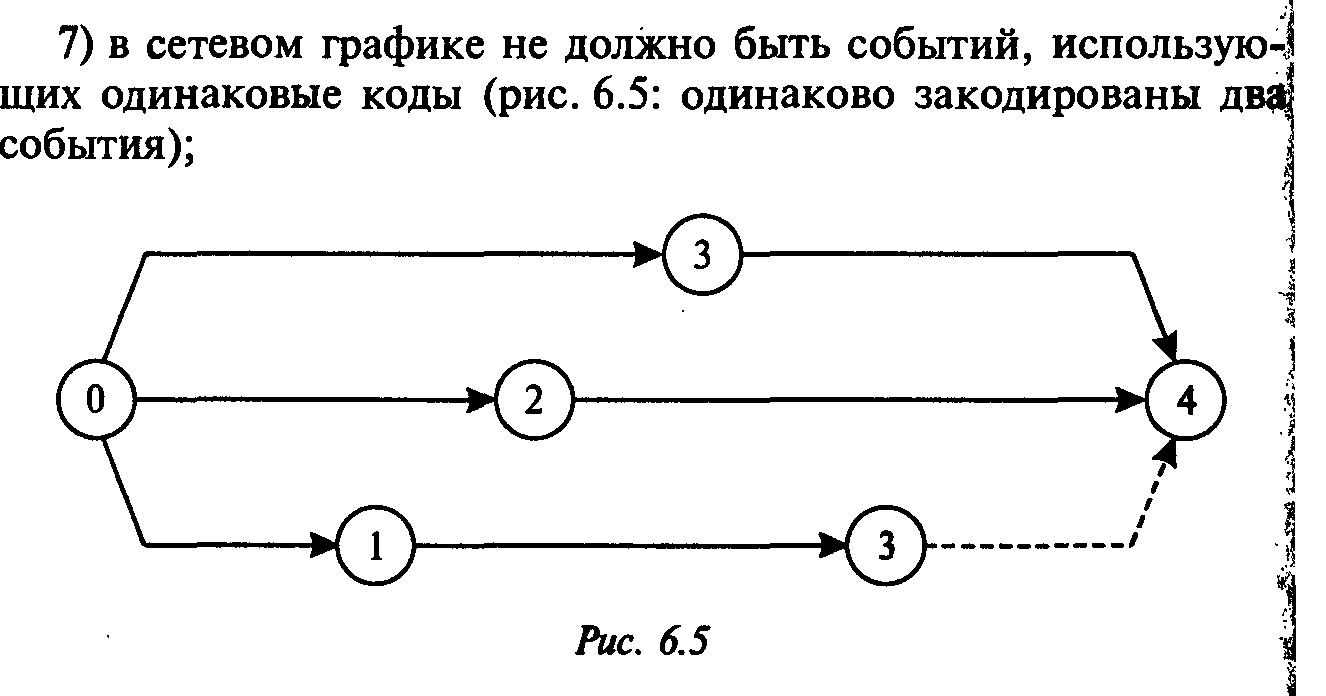 7) в сетевом графике не должно быть событий, использую-
щих одинаковые коды (рис. 6.5: одинаково закодированы два
события);
3
0
2
4
1
3
Рис. 6.5